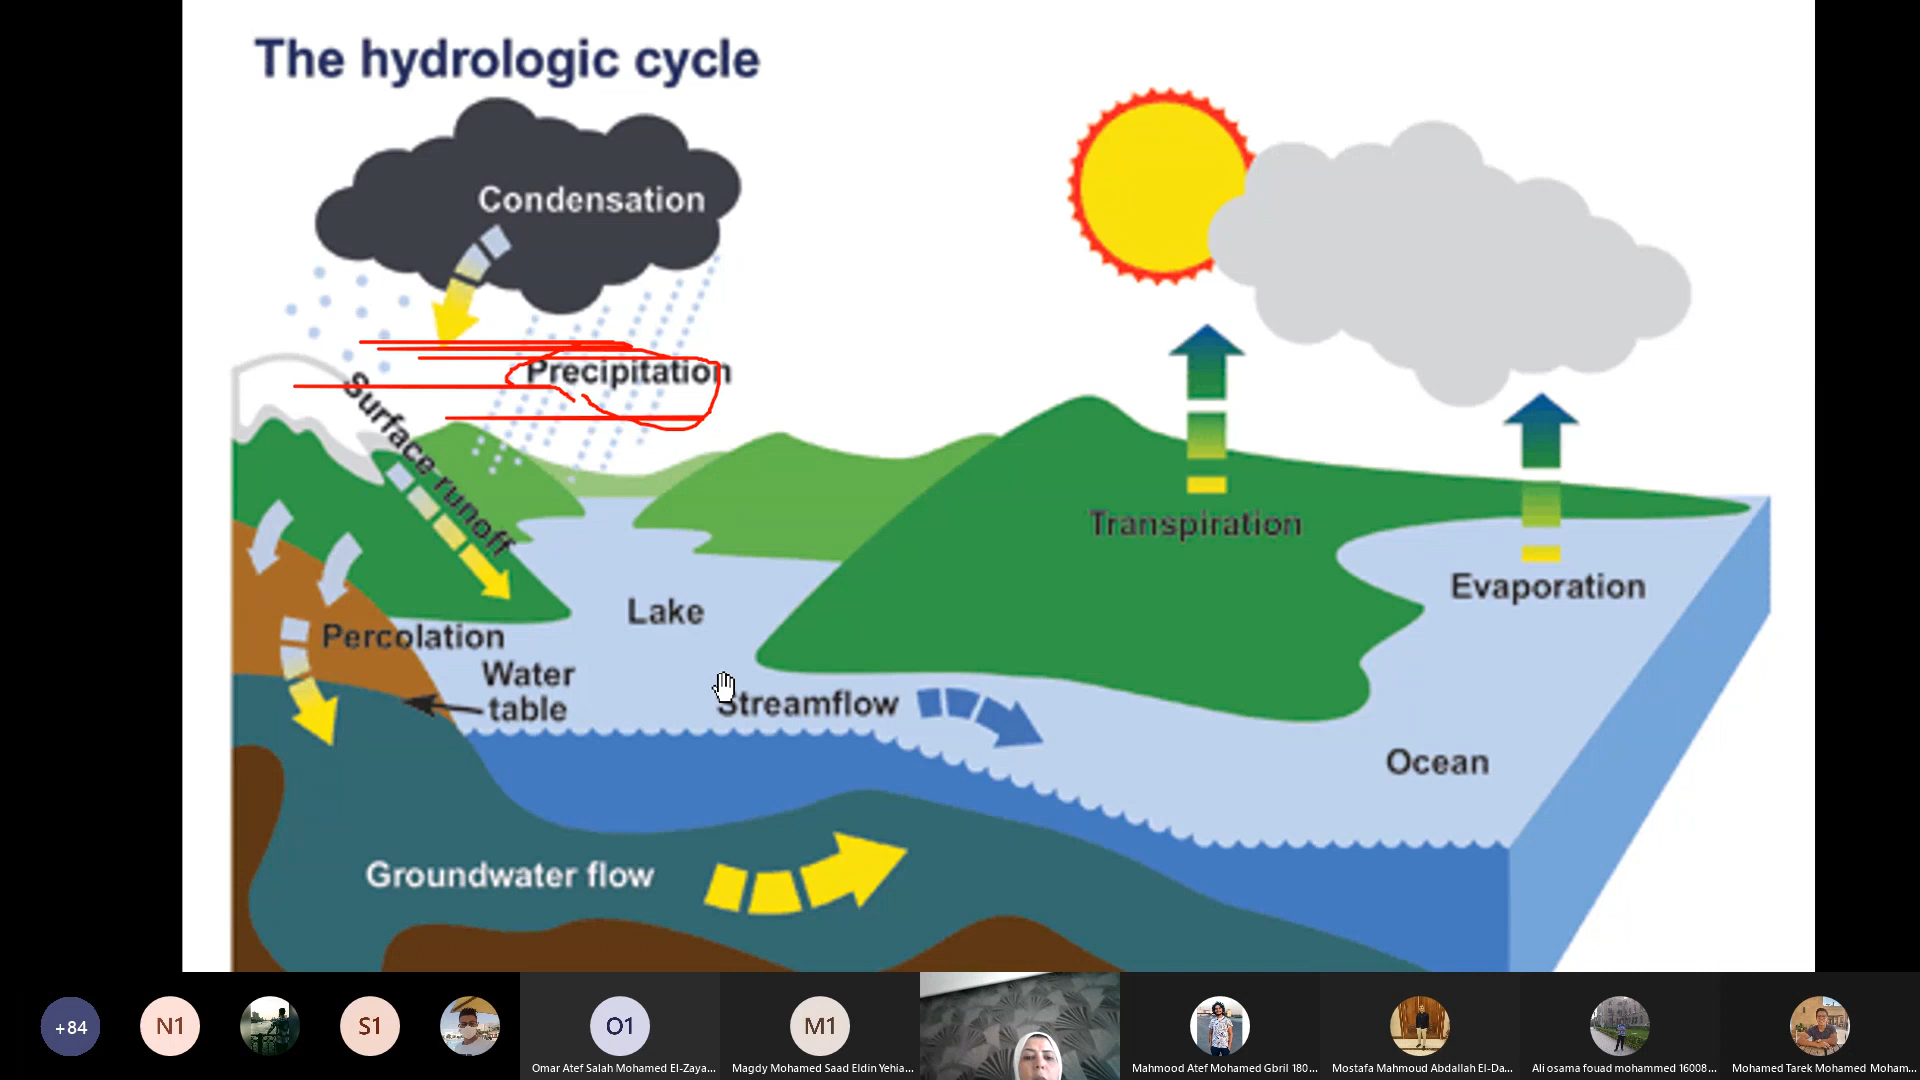 The hydrologic cycle
Condensation
Precipitation
Surface runoff
Transpiration
Evaporation
Lake
Percolation
Water
table
Streamflow
Ocean
Groundwater flow
+84
N1
S1
O1
M1
Omar Atef Salah Mohamed El-Zaya...
Magdy Mohamed Saad Eldin Yehia...
Mahmood Atef Mohamed Gbril 180...
Mostafa Mahmoud Abdallah El-Da...
Ali osama fouad mohammed 16008...
Mohamed Tarek Mohamed Moham...